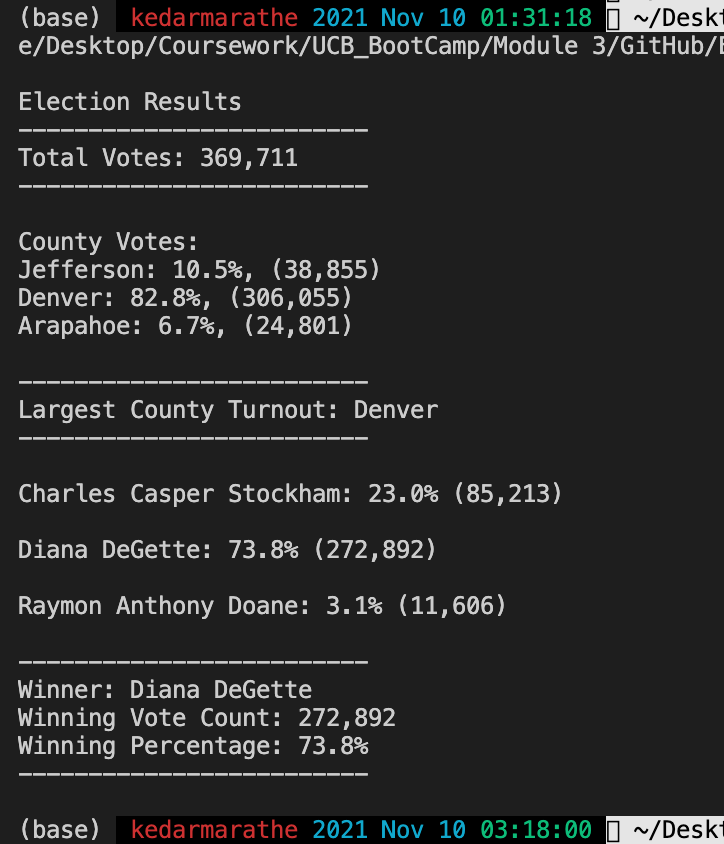 (base) kedarmarathe 2021 Nov 10 01:31:18 ~/Deskt
e/Desktop/Coursework/UCB_BootCamp/Module 3/GitHub/E
Election Results
-------------------------
Total Votes: 369,711
-------------------------
County Votes:
Jefferson: 10.5%, (38,855)
Denver: 82.8%, (306,055)
Arapahoe: 6.7%, (24,801)
-------------------------
Largest County Turnout: Denver
-------------------------
Charles Casper Stockham: 23.0% (85,213)
Diana DeGette: 73.8% (272,892)
Raymon Anthony Doane: 3.1% (11,606)
-------------------------
Winner: Diana DeGette
Winning Vote Count: 272,892
Winning Percentage: 73.8%
-------------------------
(base) kedarmarathe 2021 Nov 10 03:18:00 ~/Deskt